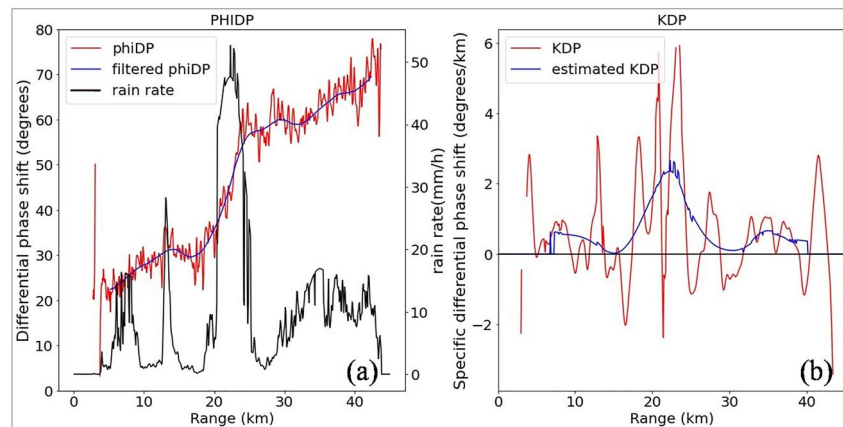 PHIDP
80
70
60
50
40
30
20
10
0
Differential phase shift (degrees)
phiDP
filtered phiDP
rain rate
50
40
30
20
10
0
rain rate(mm/h)
(a)
0 10 20 30 40
Range (km)
KDP
6
4
2
0
−2
Specific differential phase shift (degrees/km)
KDP
estimated KDP
(b)
0 10 20 30 40
Range (km)